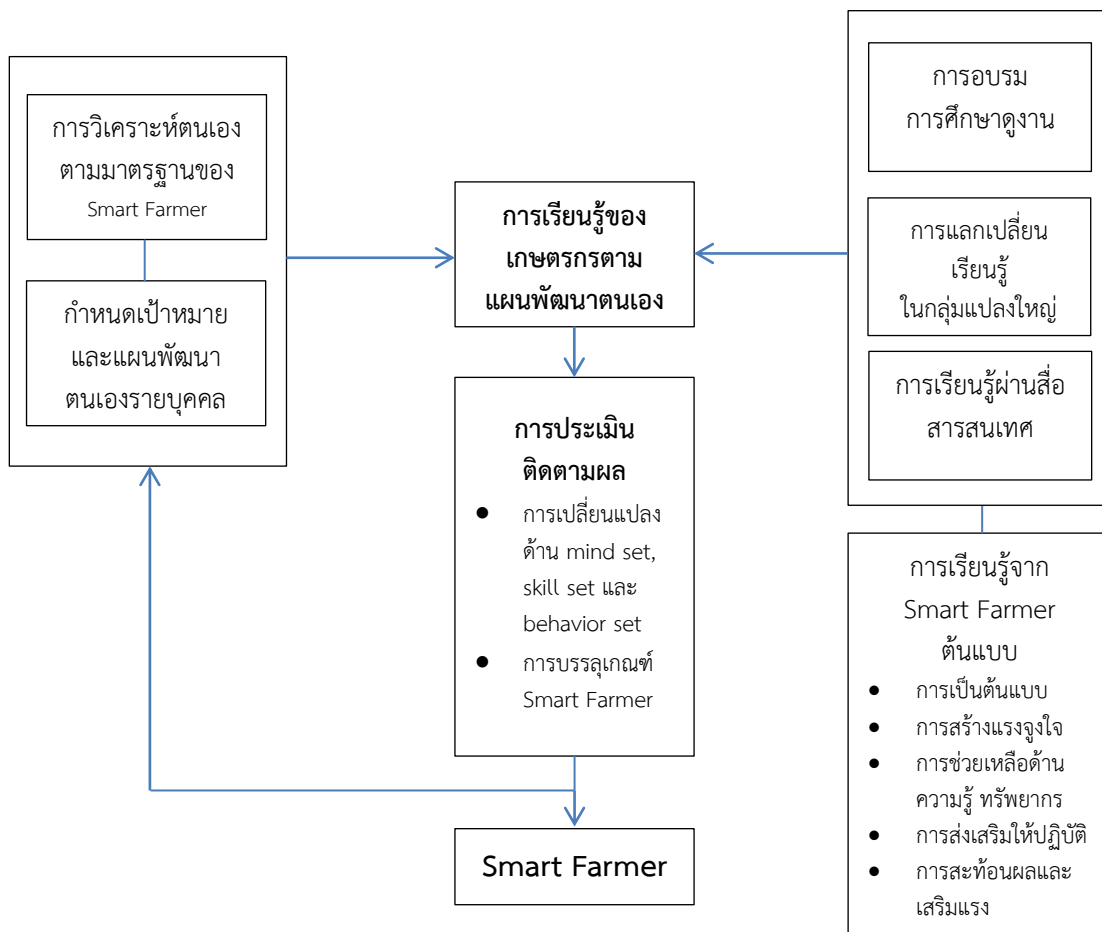 การวิเคราะห์ตนเอง
ตามมาตรฐานของ
Smart Farmer
กำหนดเป้าหมาย
และแผนพัฒนา
ตนเองรายบุคคล
การเรียนรู้ของ
เกษตรกรตาม
แผนพัฒนาตนเอง
การประเมิน
ติดตามผล
● การเปลี่ยนแปลง
ด้าน mind set,
skill set และ
behavior set
● การบรรลุเกณฑ์
Smart Farmer
Smart Farmer
การอบรม
การศึกษาดูงาน
การแลกเปลี่ยน
เรียนรู้
ในกลุ่มแปลงใหญ่
การเรียนรู้ผ่านสื่อ
สารสนเทศ
การเรียนรู้จาก
Smart Farmer
ต้นแบบ
● การเป็นต้นแบบ
● การสร้างแรงจูงใจ
● การช่วยเหลือด้าน
ความรู้ ทรัพยากร
● การส่งเสริมให้ปฏิบัติ
● การสะท้อนผลและ
เสริมแรง